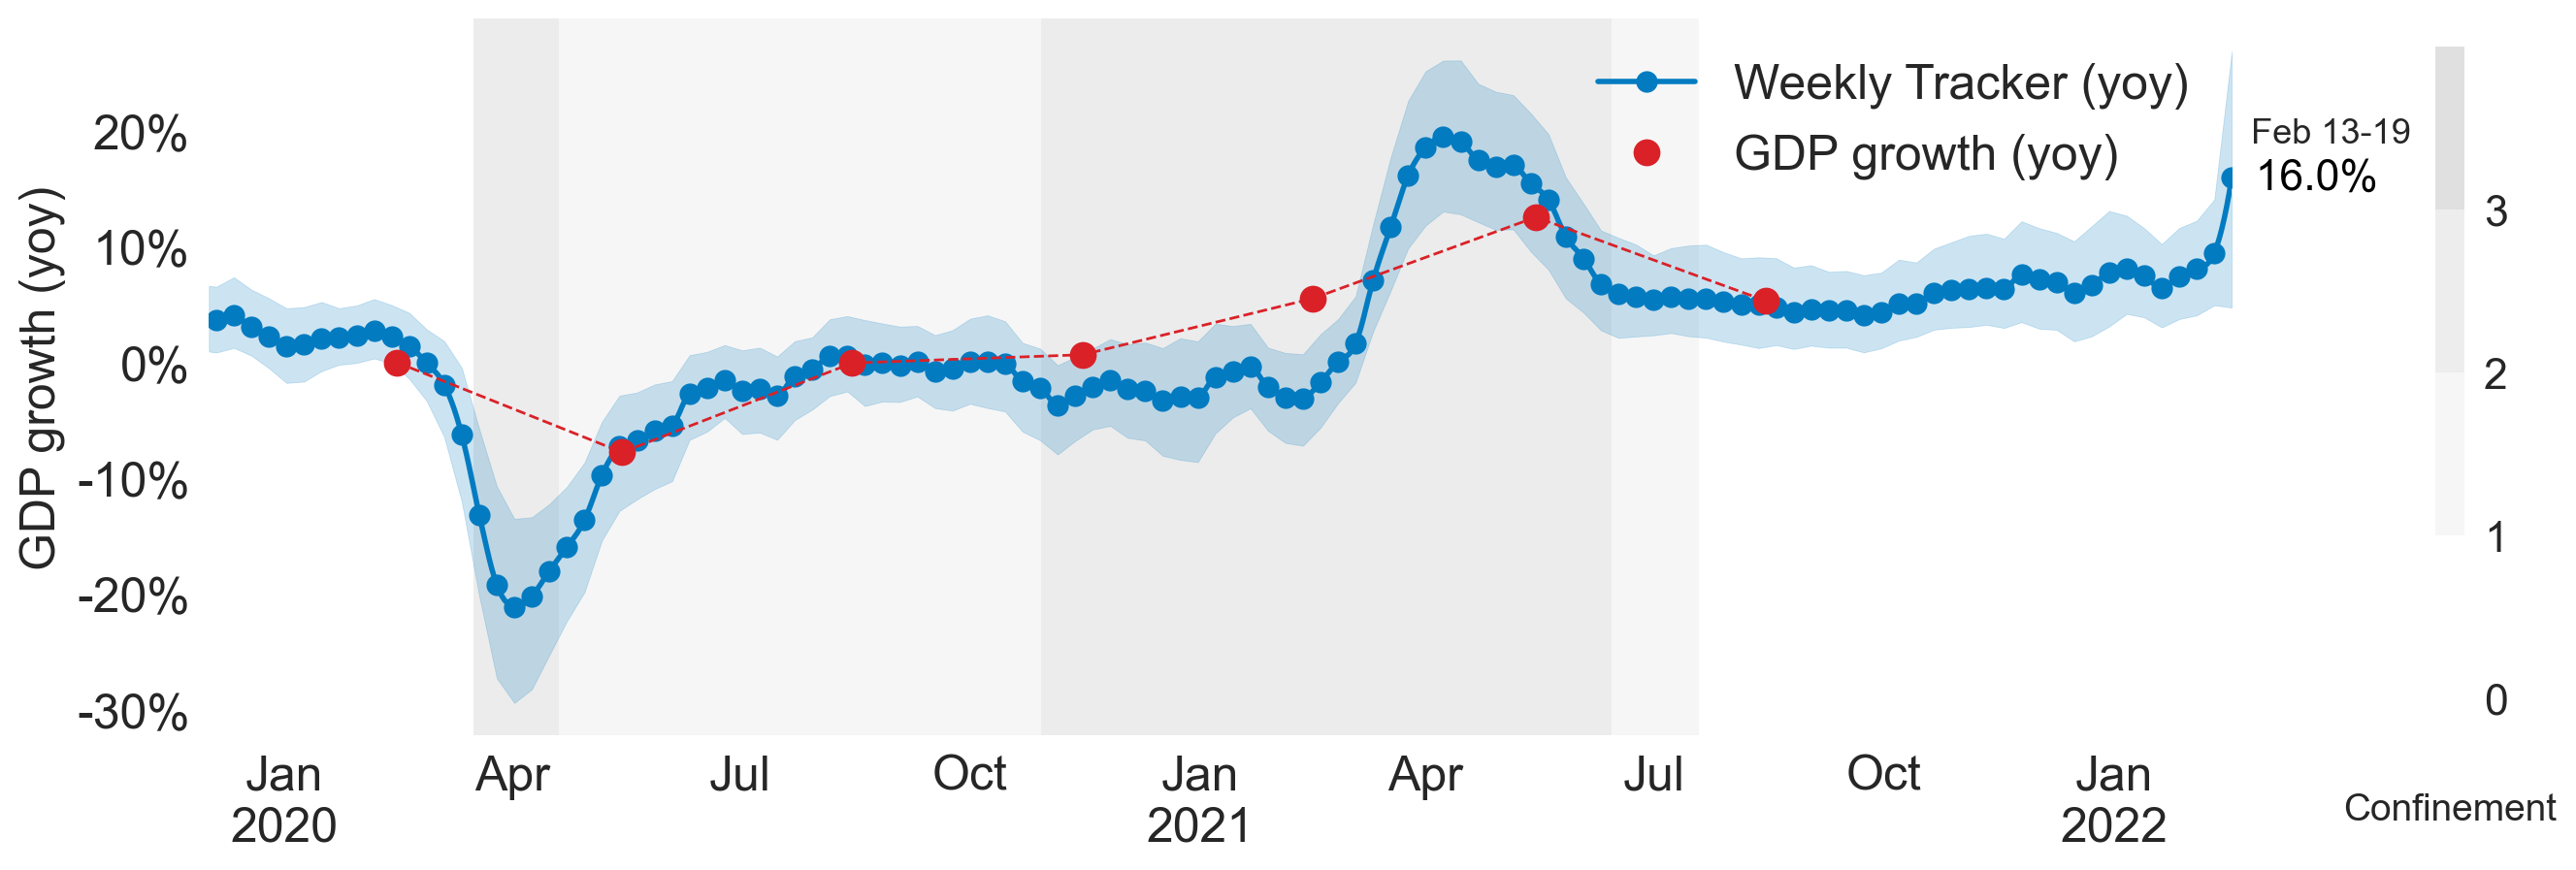 GDP growth (yoy)
20%
10%
0%
-10%
-20%
-30%
Weekly Tracker (yoy)
GDP growth (yoy)
Feb 13-19
16.0%
3
2
1
0
Jan
2020
Apr
Jul
Oct
Jan
2021
Apr
Jul
Oct
Jan
2022
Confinement